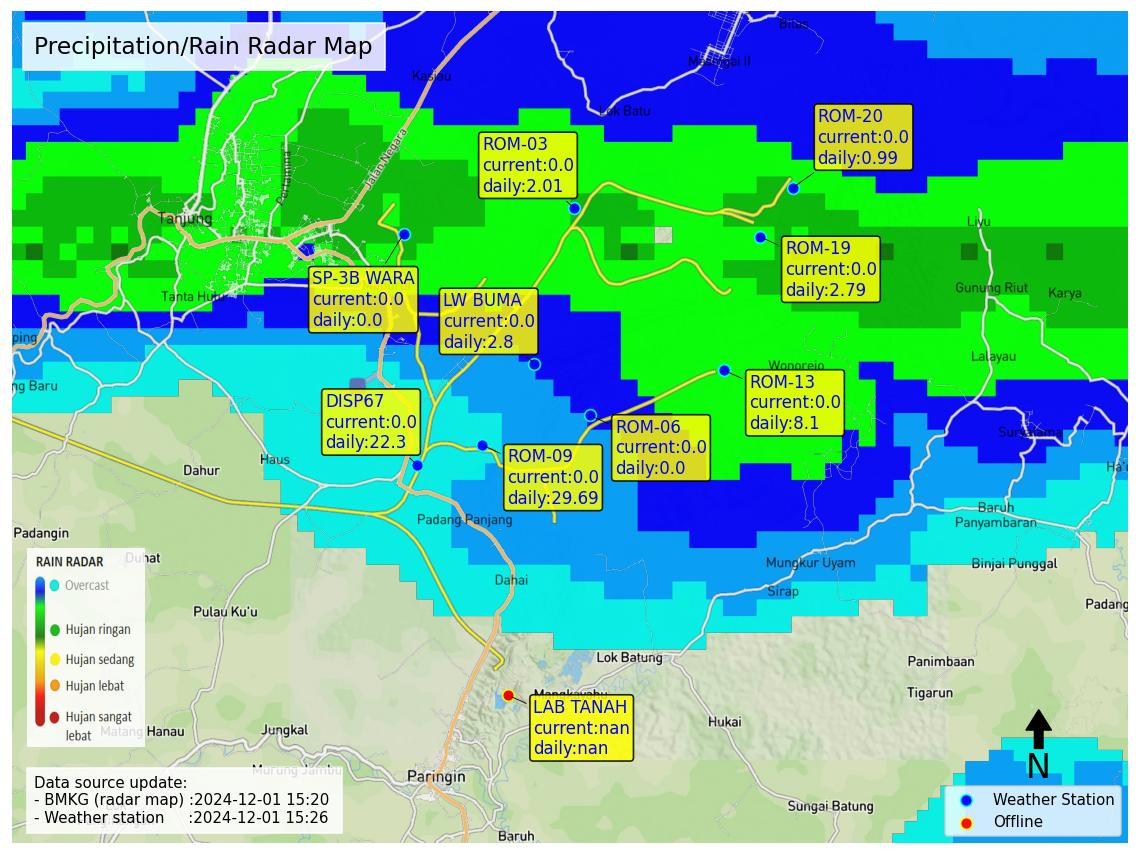 Precipitation/Rain Radar Map
Bilas
Masingai II
Kasiau
Lok Batu
ROM-20
current:0.0
daily:0.99
ROM-03
current:0.0
daily:2.01
Jalan Negara
Pertamina
Tanjung
Liyu
ROM-19
current:0.0
daily:2.79
SP-3B WARA
current:0.0
daily:0.0
LW BUMA
current:0.0
daily:2.8
Tanta Hulu
Gunung Riut
Karya
ping
Lalayau
Wonorejo
ng Baru
ROM-13
current:0.0
daily:8.1
DISP67
current:0.0
daily:22.3
ROM-06
current:0.0
daily:0.0
Suryatama
ROM-09
current:0.0
daily:29.69
Haus
Dahur
Ha'u
Baruh
Panyambaran
Padang Panjang
Padangin
Duhat
Mungkur Uyam
Binjai Punggal
Dahai
Sirap
Padang
Pulau Ku'u
RAIN RADAR
Overcast
Hujan ringan
Hujan sedang
Hujan lebat
Hujan sangat
lebat
Lok Batung
Panimbaan
Tigarun
Mangkayahu
LAB TANAH
current:nan
daily:nan
Hukai
Matang Hanau
Jungkal
Murung Jambu
Paringin
N
Data source update:
- BMKG (radar map) :2024-12-01 15:20
- Weather station :2024-12-01 15:26
Sungai Batung
Baruh
Weather Station
Offline